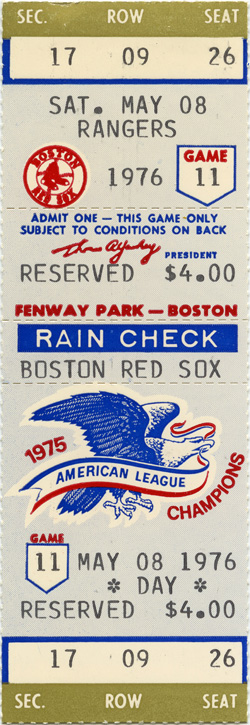 SEC. ROW SEAT
17 09 26
SAT. MAY 08
RANGERS
BOSTON
RED SOX
1976
GAME
11
ADMIT ONE — THIS GAME ONLY
SUBJECT TO CONDITIONS ON BACK
PRESIDENT
RESERVED $4.00
FENWAY PARK — BOSTON
RAIN CHECK
BOSTON RED SOX
1975
AMERICAN LEAGUE
CHAMPIONS
GAME
11
MAY 08 1976
* DAY *
RESERVED $4.00
17 09 26
SEC. ROW SEAT